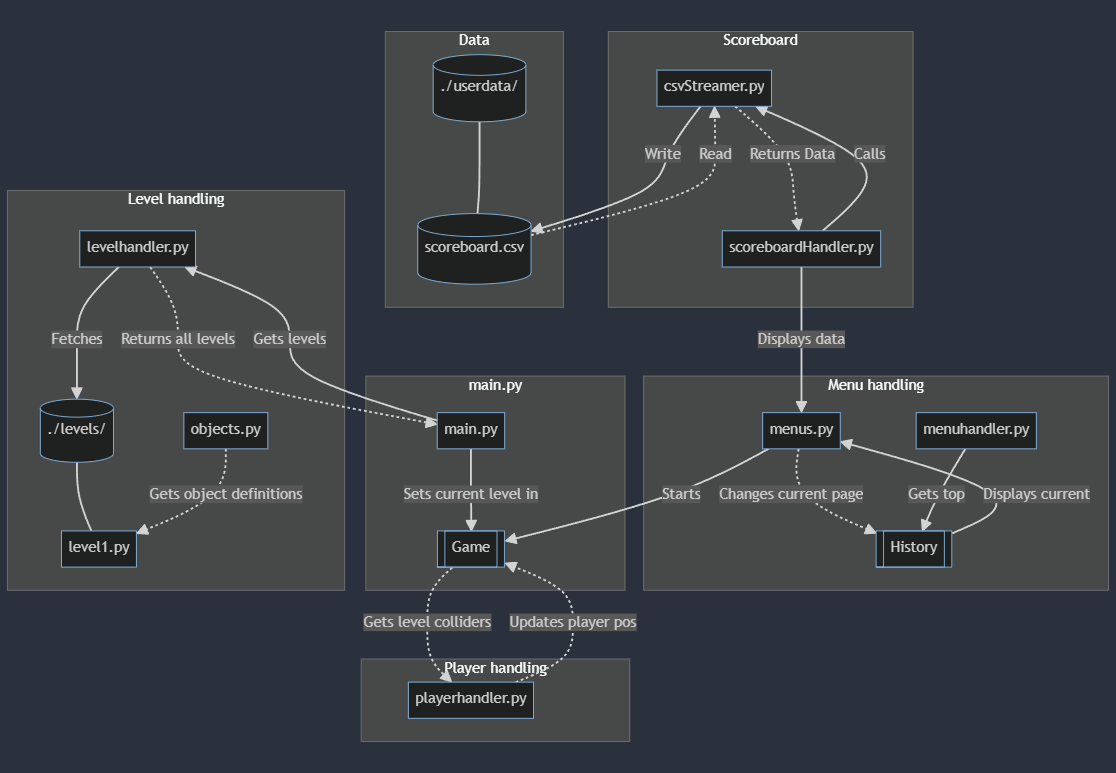 Data
./userdata/
scoreboard.csv
Scoreboard
csvStreamer.py
Write
Read
Returns Data
Calls
scoreboardHandler.py
Level handling
levelhandler.py
Fetches
Returns all levels
Gets levels
./levels/
objects.py
Gets object definitions
level1.py
Displays data
main.py
main.py
Sets current level in
Game
Starts
Menu handling
menus.py
menuhandler.py
Changes current page
Gets top
Displays current
History
Gets level colliders
Updates player pos
Player handling
playerhandler.py